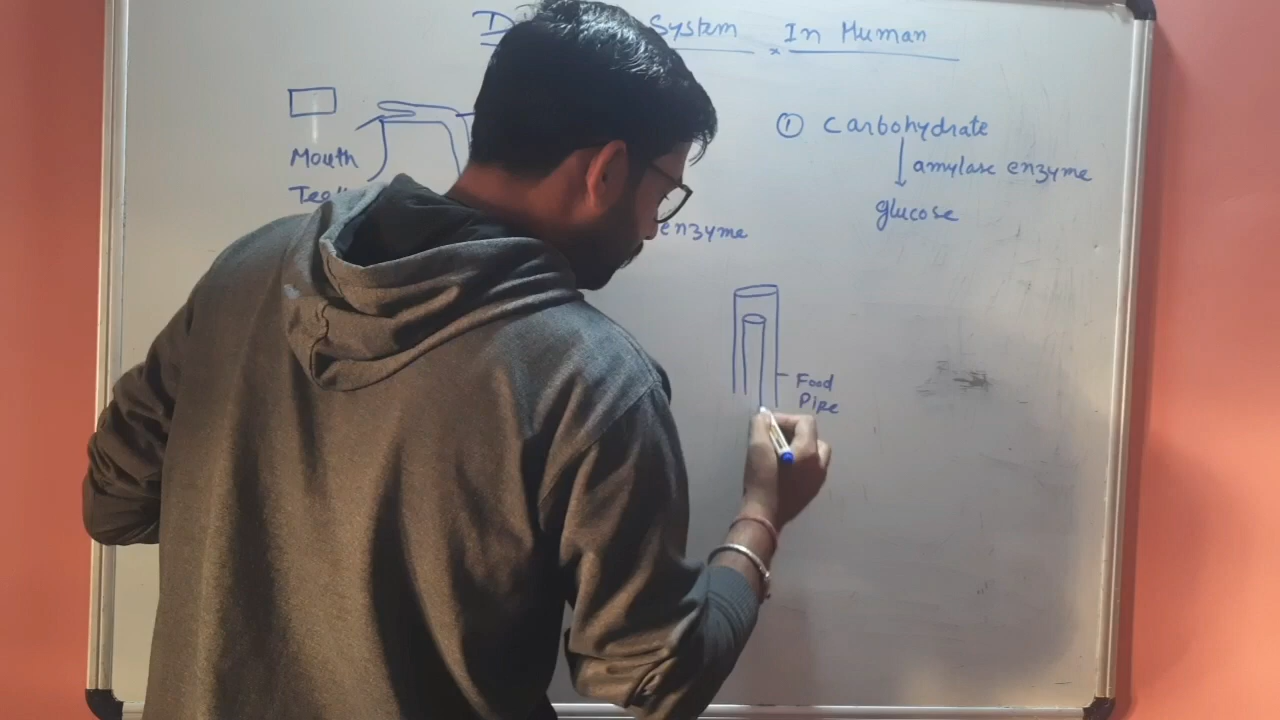 System In Human
Mouth
enzyme
① Carbohydrate
amylase enzyme
glucose
Food
Pipe